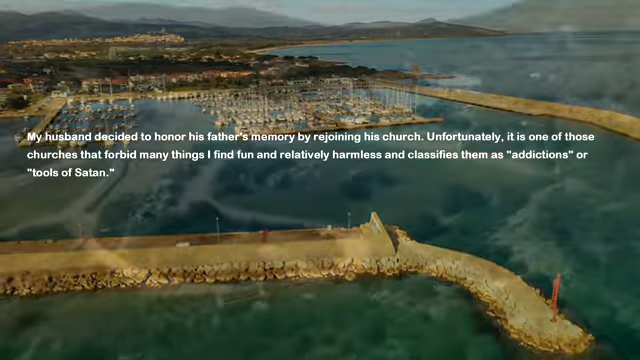 My husband decided to honor his father's memory by rejoining his church. Unfortunately, it is one of those
churches that forbid many things I find fun and relatively harmless and classifies them as "addictions" or
"tools of Satan."